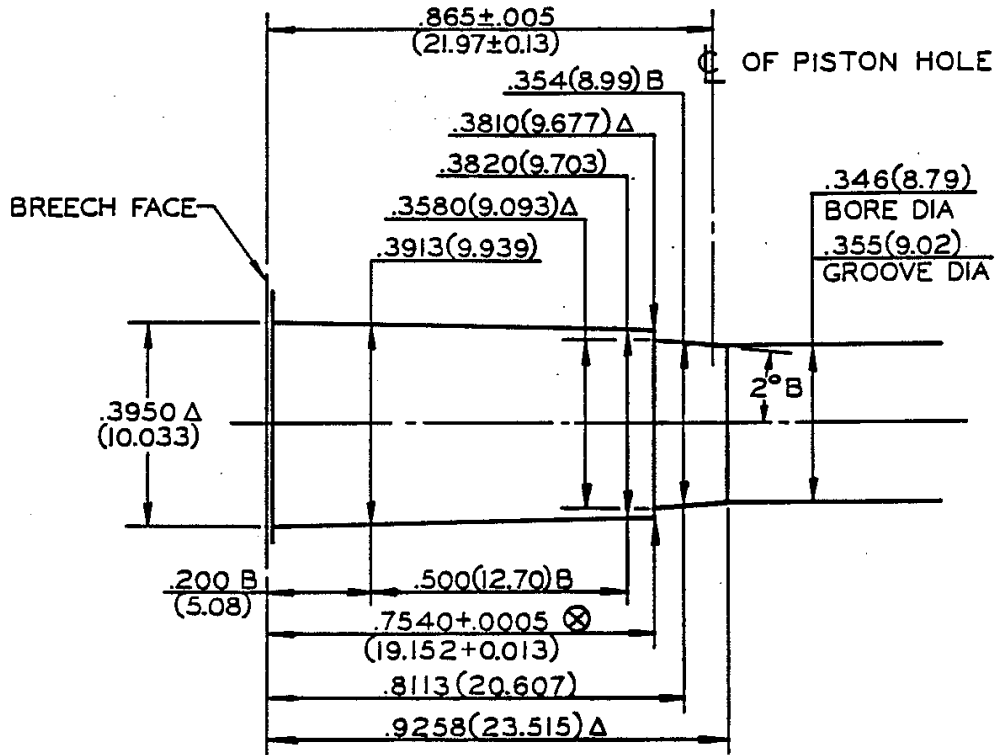 .865±.005
(21.97±0.13)
℄ OF PISTON HOLE
.354(8.99) B
.3810(9.677) Δ
.3820(9.703)
.346(8.79)
BORE DIA
BREECH FACE
.3580(9.093) Δ
.355(9.02)
GROOVE DIA
.3913(9.939)
2° B
.3950 Δ
(10.033)
.200 B
(5.08)
.500(12.70) B
.7540+.0005 ⊗
(19.152+0.013)
.8113(20.607)
.9258(23.515) Δ